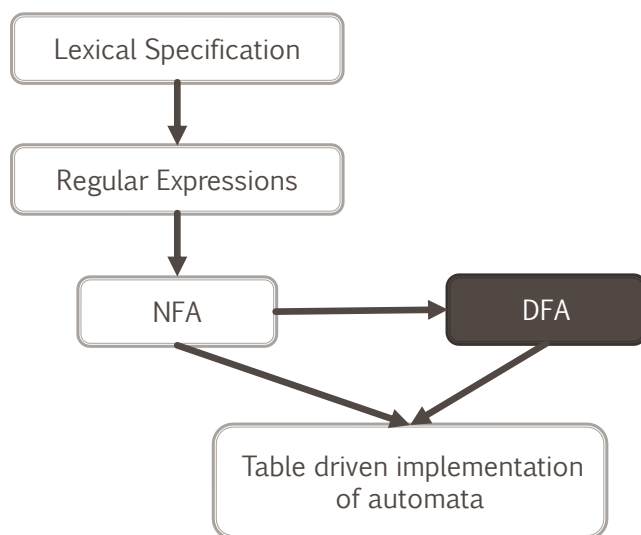 Lexical Specification
Regular Expressions
NFA
DFA
Table driven implementation
of automata